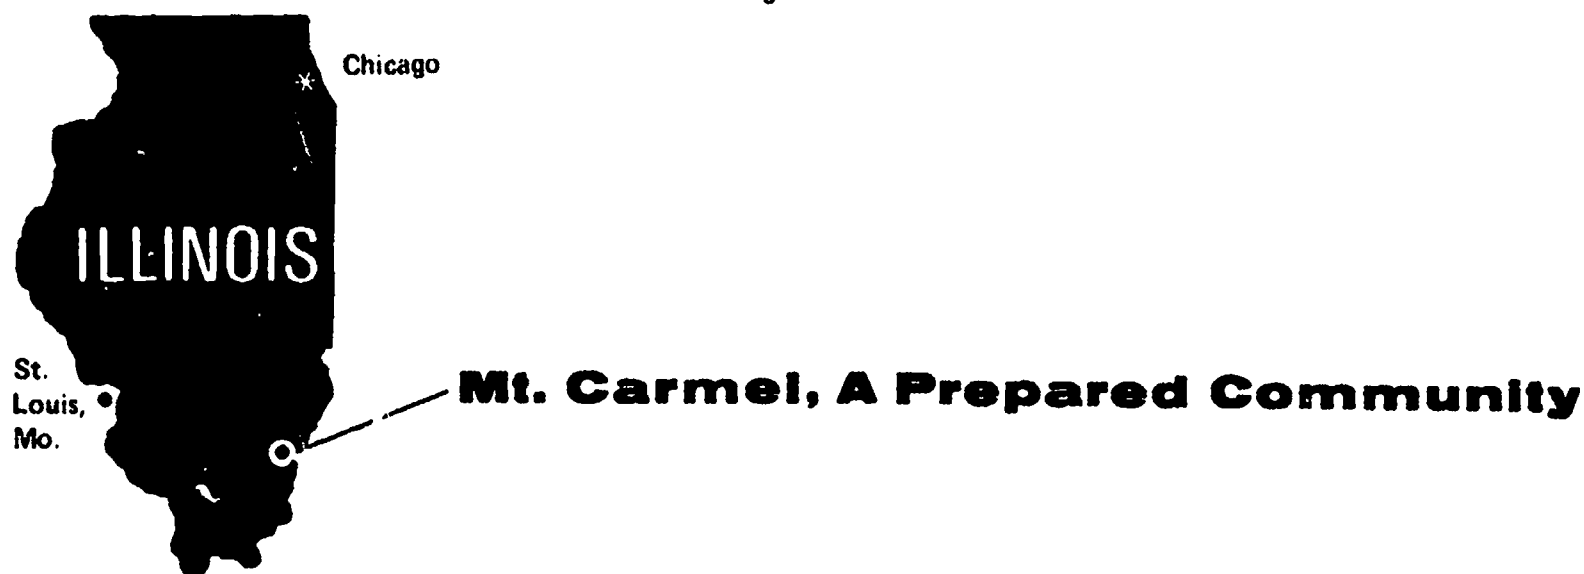 Chicago
ILLINOIS
St.
Louis,
Mo.
Mt. Carmel, A Prepared Community